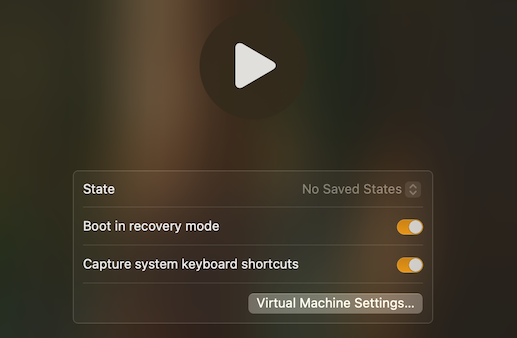 State
No Saved States
Boot in recovery mode
Capture system keyboard shortcuts
Virtual Machine Settings...